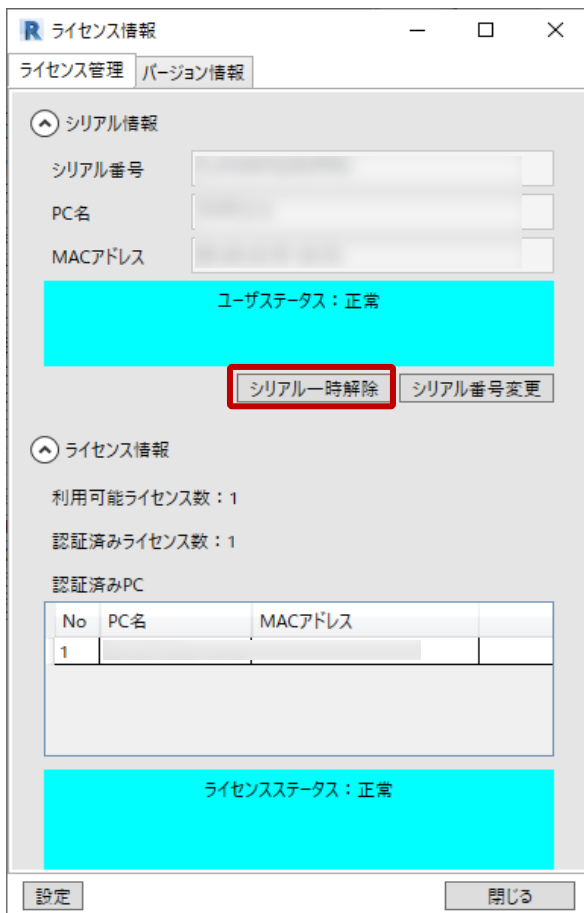 R ライセンス情報
ライセンス管理 バージョン情報
シリアル情報
シリアル番号
PC名
MACアドレス
ユーザステータス：正常
シリアル一時解除 シリアル番号変更
ライセンス情報
利用可能ライセンス数：1
認証済みライセンス数：1
認証済みPC
No PC名 MACアドレス
1
ライセンスステータス：正常
設定 閉じる